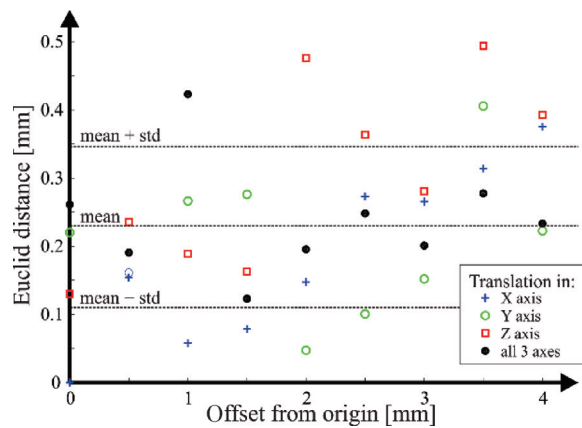 0.5
0.4
mean + std
0.3
mean
0.2
mean − std
0.1
0
Euclid distance [mm]
Translation in:
X axis
Y axis
Z axis
all 3 axes
0 1 2 3 4
Offset from origin [mm]